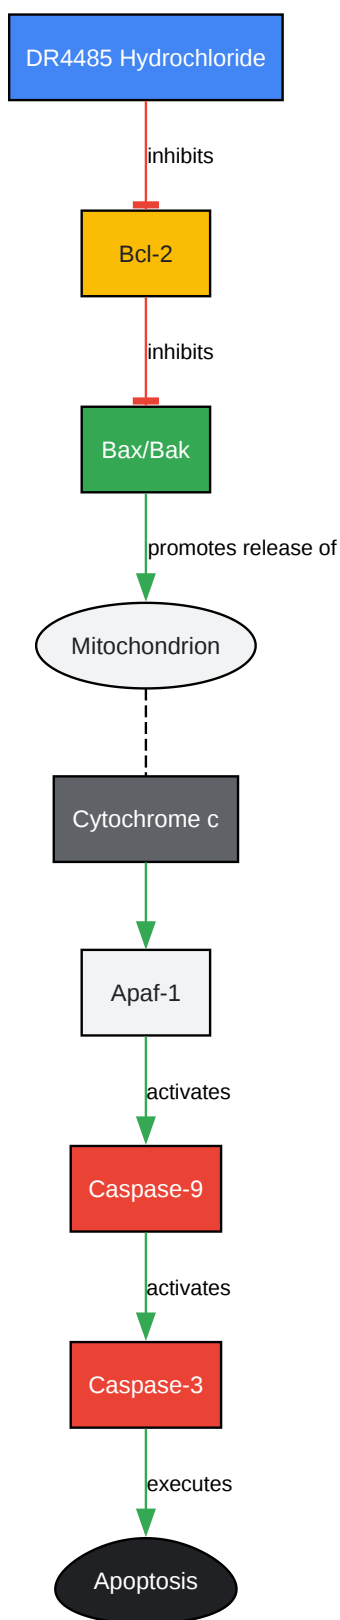 DR4485 Hydrochloride
inhibits
Bcl-2
inhibits
Bax/Bak
promotes release of
Mitochondrion
Cytochrome c
Apaf-1
activates
Caspase-9
activates
Caspase-3
executes
Apoptosis